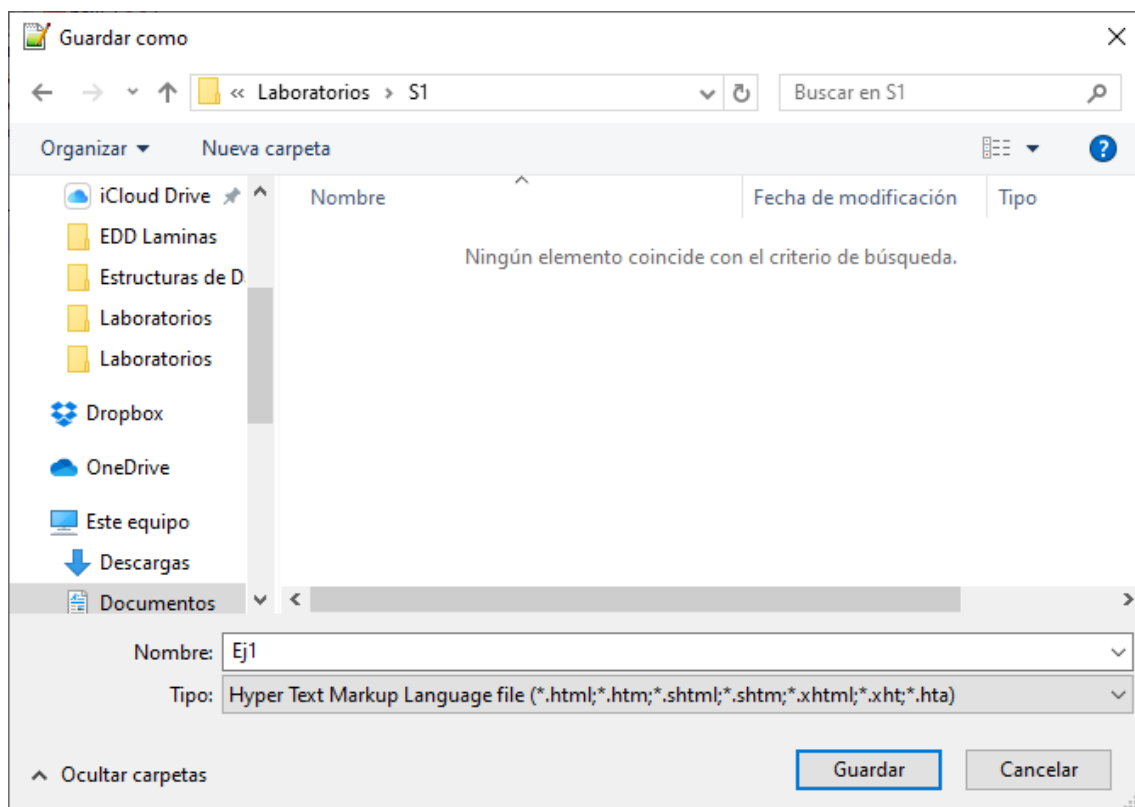 Guardar como
« Laboratorios > S1
Buscar en S1
Organizar
Nueva carpeta
Nombre
Fecha de modificación
Tipo
iCloud Drive
EDD Laminas
Estructuras de D
Laboratorios
Laboratorios
Dropbox
OneDrive
Este equipo
Descargas
Documentos
Ningún elemento coincide con el criterio de búsqueda.
Nombre: Ej1
Tipo: Hyper Text Markup Language file (*.html;*.htm;*.shtml;*.shtm;*.xhtml;*.xht;*.hta)
Ocultar carpetas
Guardar
Cancelar